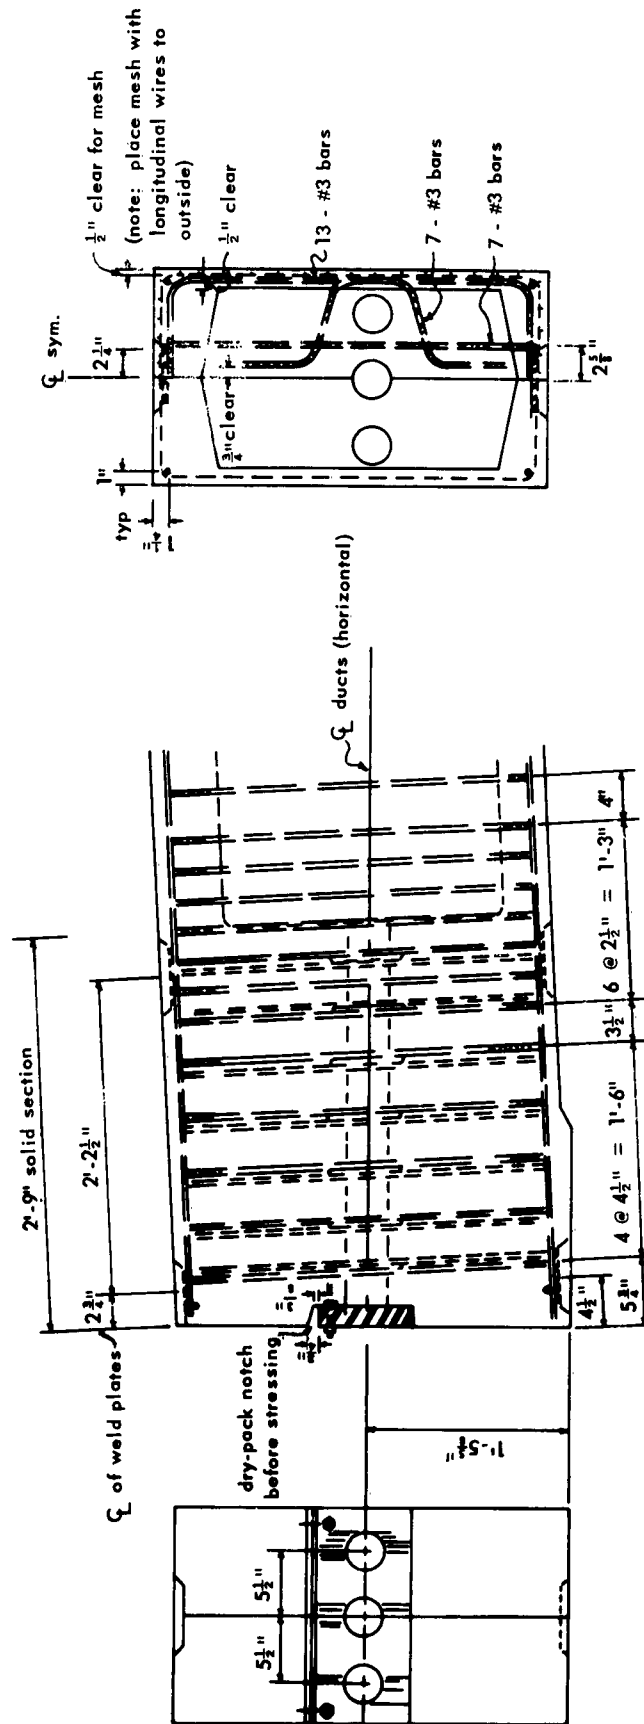 2'-9" solid section
2'-2½"
2¾"
℄ of weld plates
dry-pack notch
before stressing
5½"
5½"
4½"
5¾"
4 @ 4½" = 1'-6"
3½"
6 @ 2½" = 1'-3"
4"
℄ ducts (horizontal)
typ
1"
2¼"
℄ sym.
½" clear for mesh
(note: place mesh with
longitudinal wires to
outside)
½" clear
13 - #3 bars
7 - #3 bars
7 - #3 bars
¾" clear
2⅝"